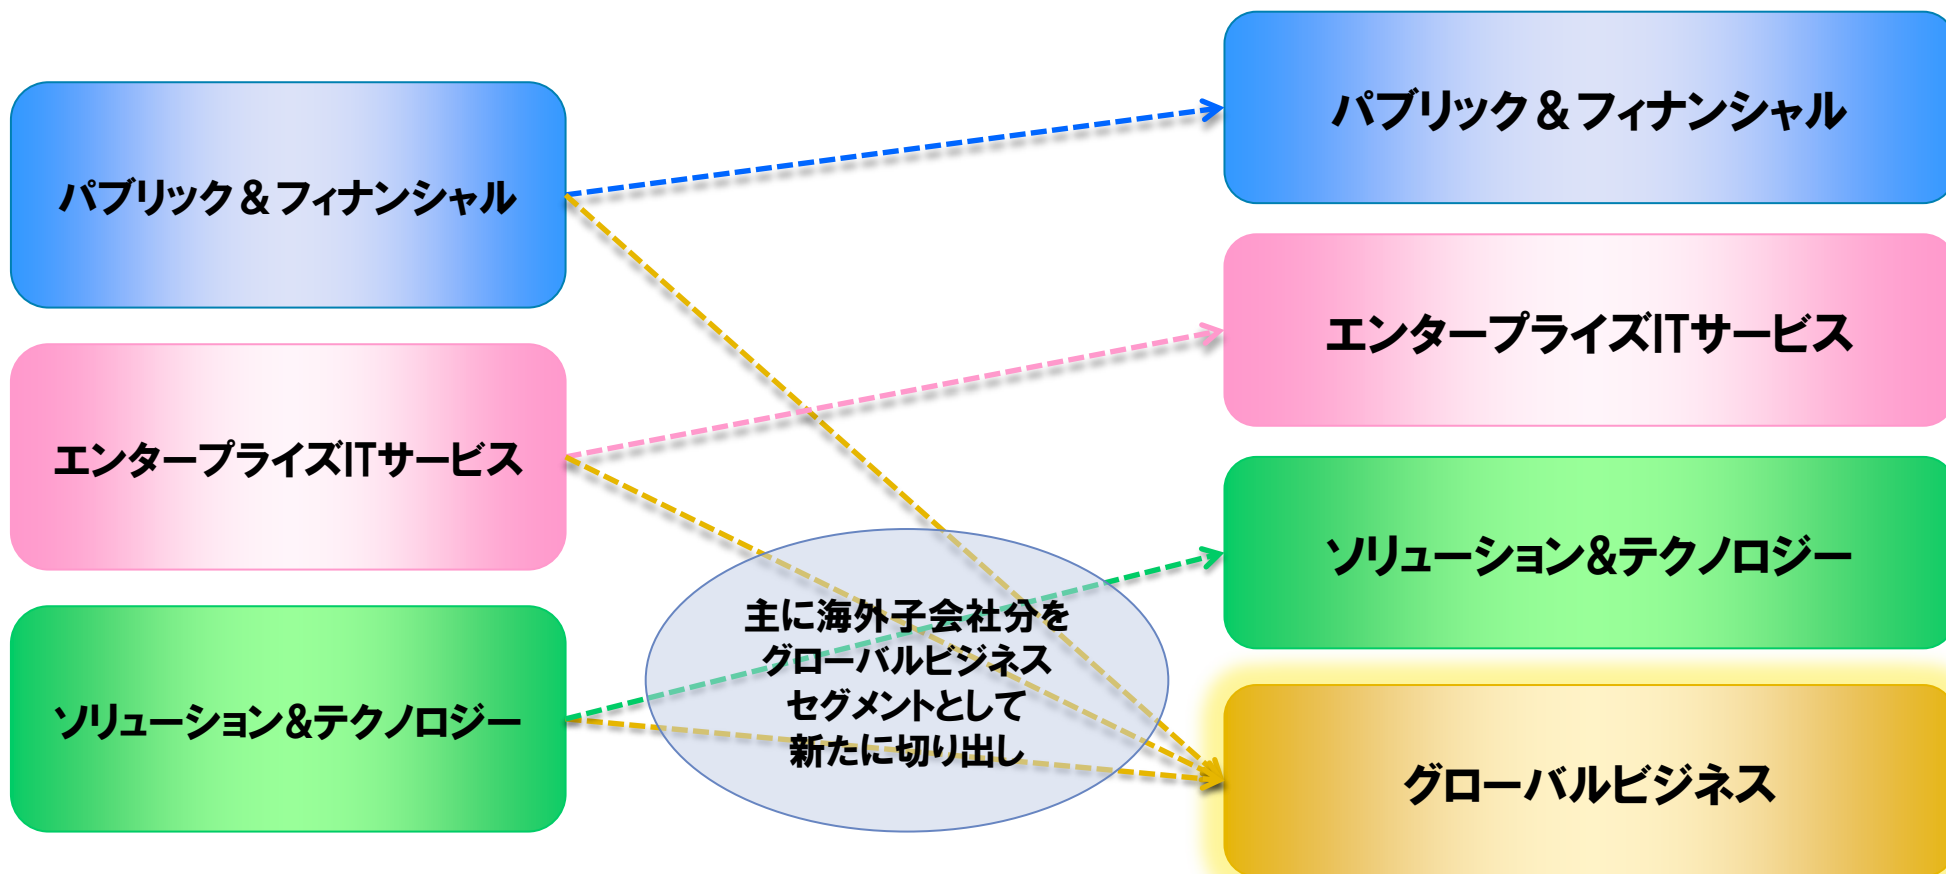 パブリック&フィナンシャル
エンタープライズITサービス
ソリューション&テクノロジー
主に海外子会社分を
グローバルビジネス
セグメントとして
新たに切り出し
パブリック&フィナンシャル
エンタープライズITサービス
ソリューション&テクノロジー
グローバルビジネス